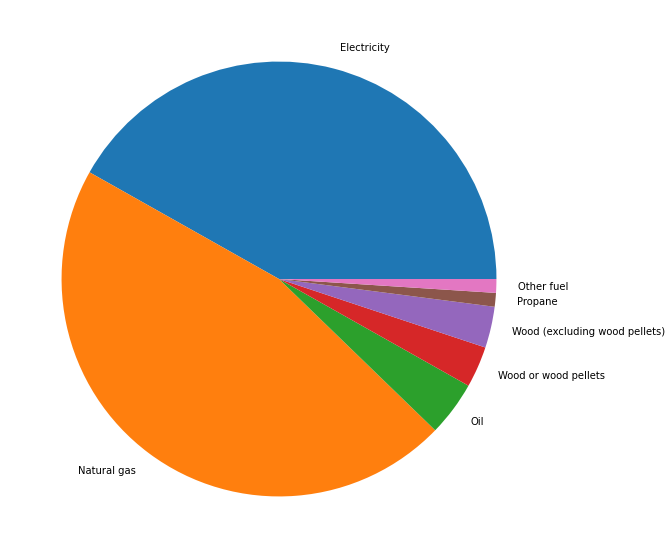 Electricity
Other fuel
Propane
Wood (excluding wood pellets)
Wood or wood pellets
Oil
Natural gas